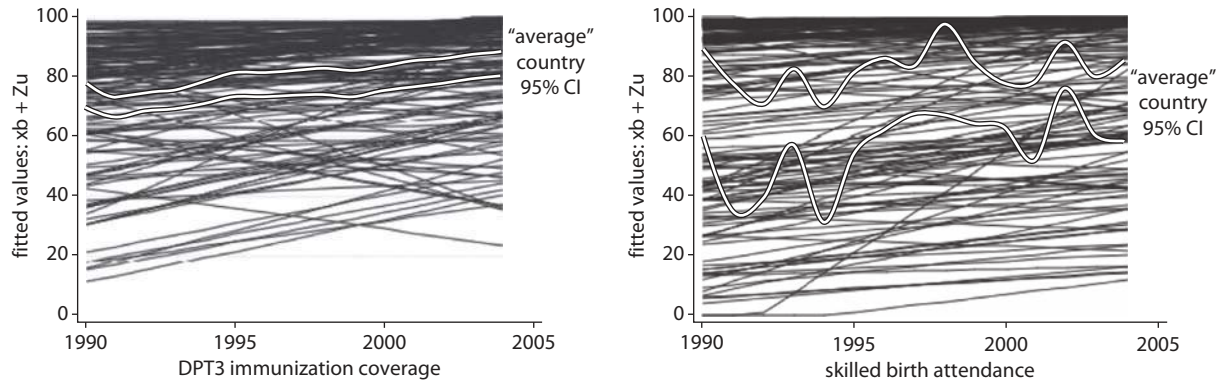 fitted values: xb + Zu
100
80
60
40
20
0
1990
1995
2000
2005
DPT3 immunization coverage
"average"
country
95% CI
fitted values: xb + Zu
100
80
60
40
20
0
1990
1995
2000
2005
skilled birth attendance
"average"
country
95% CI